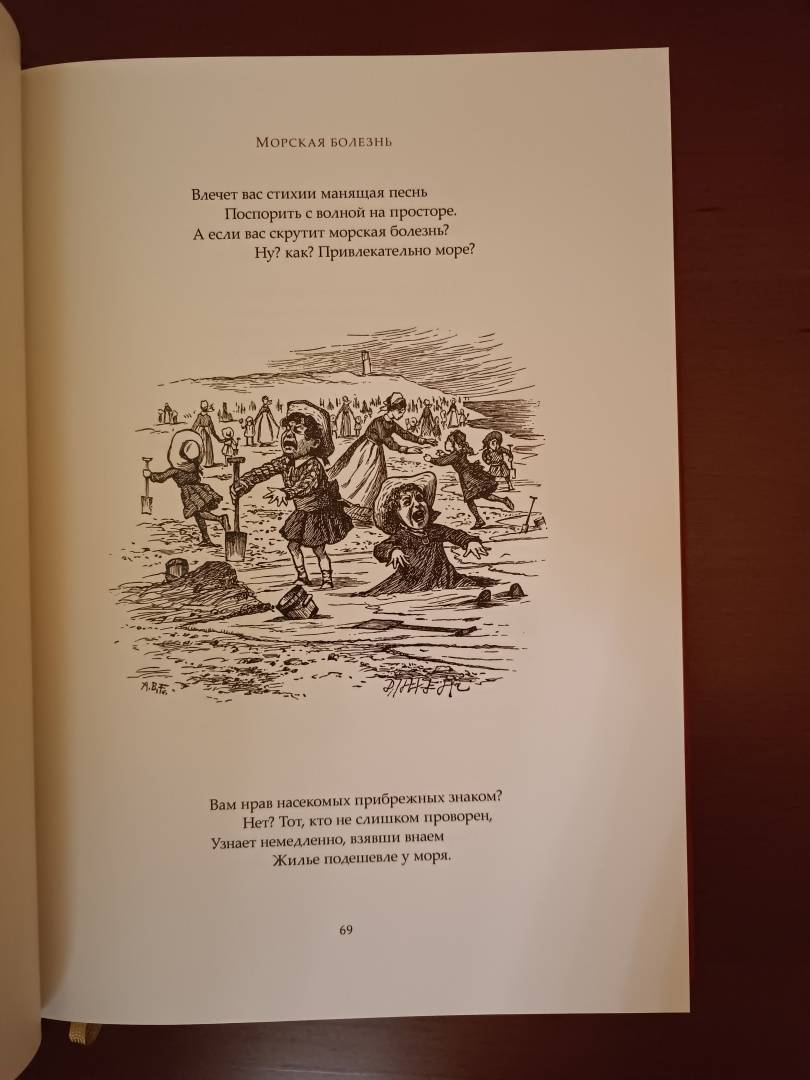 Морская болезнь
Влечет вас стихии манящая песнь
Поспорить с волной на просторе.
А если вас скрутит морская болезнь?
Ну? как? Привлекательно море?
Вам нрав насекомых прибрежных знаком?
Нет? Тот, кто не слишком проворен,
Узнает немедленно, взявши внаем
Жилье подешевле у моря.
69